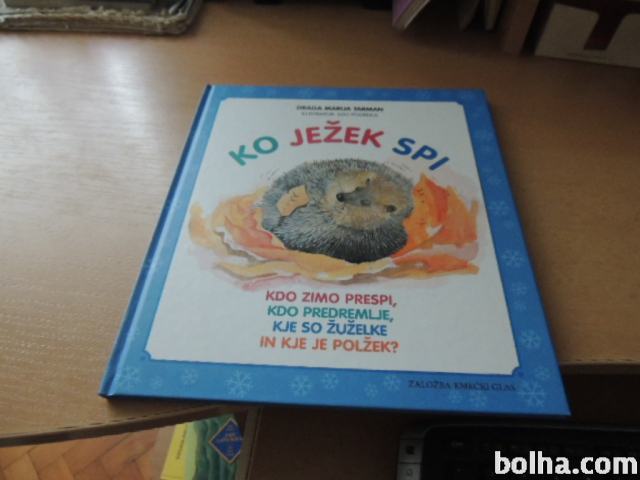 DRAGA MARIJA TARMAN
KO JEŽEK SPI
KDO ZIMO PRESPI,
KDO PREDREMLJE,
KJE SO ŽUŽELKE
IN KJE JE POLŽEK?
ZALOŽBA KMEČKI GLAS
bolha.com